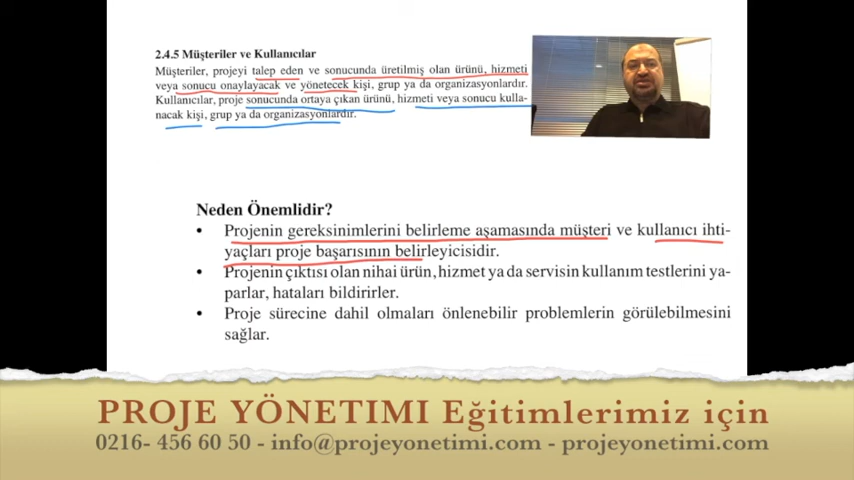 2.4.5 Müşteriler ve Kullanıcılar
Müşteriler, projeyi talep eden ve sonucunda üretilmiş olan ürünü, hizmeti
veya sonucu onaylayacak ve yönetecek kişi, grup ya da organizasyonlardır.
Kullanıcılar, proje sonucunda ortaya çıkan ürünü, hizmeti veya sonucu kulla-
nacak kişi, grup ya da organizasyonlardır.
Neden Önemlidir?
• Projenin gereksinimlerini belirleme aşamasında müşteri ve kullanıcı ihti-
yaçları proje başarısının belirleyicisidir.
• Projenin çıktısı olan nihai ürün, hizmet ya da servisin kullanım testlerini ya-
parlar, hataları bildirirler.
• Proje sürecine dahil olmaları önlenebilir problemlerin görülebilmesini
sağlar.
PROJE YÖNETIMI Eğitimlerimiz için
0216- 456 60 50 - info@projeyonetimi.com - projeyonetimi.com